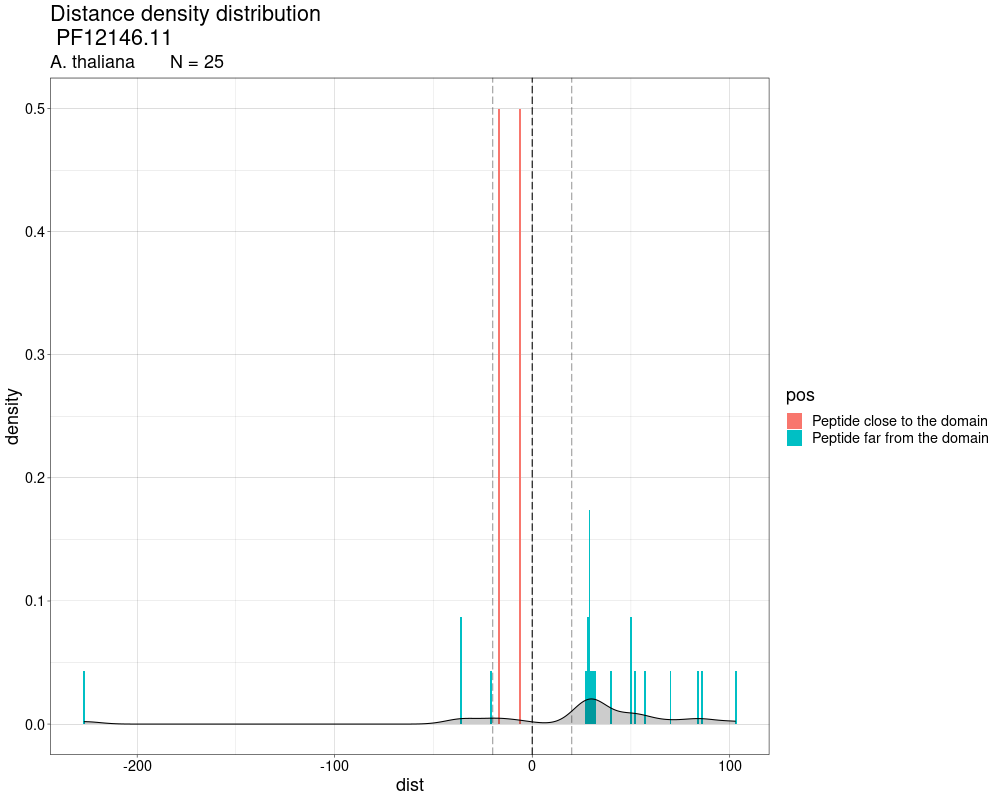 Distance density distribution
PF12146.11
A. thaliana N = 25
0.5
0.4
0.3
0.2
0.1
0.0
density
-200
-100
0
100
dist
pos
Peptide close to the domain
Peptide far from the domain